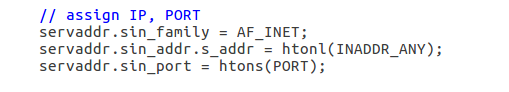 // assign IP, PORT
servaddr.sin_family = AF_INET;
servaddr.sin_addr.s_addr = htonl(INADDR_ANY);
servaddr.sin_port = htons(PORT);